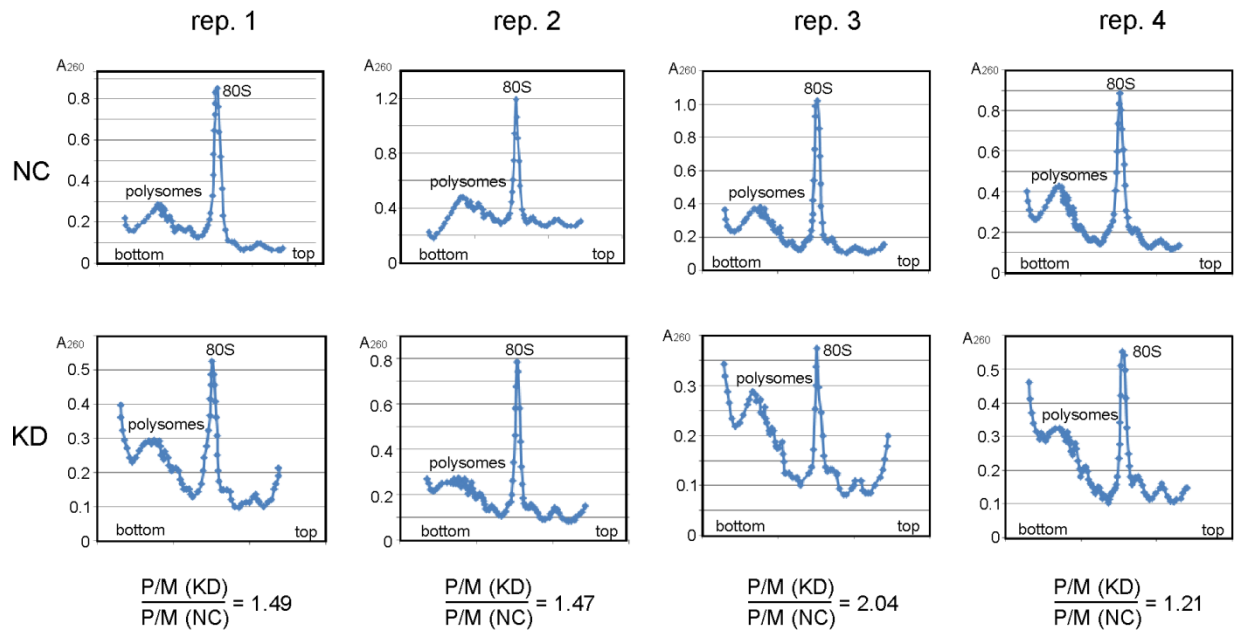 rep. 1 rep. 2 rep. 3 rep. 4
NC
A260
80S
polysomes
0.8
0.6
0.4
0.2
0
bottom top
A260
80S
polysomes
1.2
0.8
0.4
0
bottom top
A260
80S
polysomes
1.0
0.8
0.6
0.4
0.2
0
bottom top
A260
80S
polysomes
0.8
0.6
0.4
0.2
0
bottom top
KD
A260
80S
polysomes
0.5
0.4
0.3
0.2
0.1
0
bottom top
A260
80S
polysomes
0.8
0.6
0.4
0.2
0
bottom top
A260
80S
polysomes
0.3
0.2
0.1
0
bottom top
A260
80S
polysomes
0.5
0.4
0.3
0.2
0.1
0
bottom top
P/M (KD)
P/M (NC) = 1.49
P/M (KD)
P/M (NC) = 1.47
P/M (KD)
P/M (NC) = 2.04
P/M (KD)
P/M (NC) = 1.21